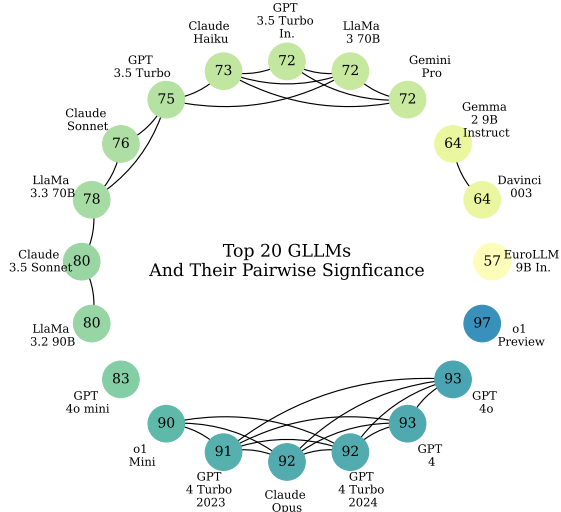 GPT
3.5 Turbo
In.
72
Claude
Haiku
73
LlaMa
3 70B
72
GPT
3.5 Turbo
75
Gemini
Pro
72
Claude
Sonnet
76
Gemma
2 9B
Instruct
64
LlaMa
3.3 70B
78
Davinci
003
64
Claude
3.5 Sonnet
80
EuroLLM
9B In.
57
Top 20 GLLMs
And Their Pairwise Signficance
LlaMa
3.2 90B
80
o1
Preview
97
GPT
4o mini
83
GPT
4o
93
o1
Mini
90
GPT
4
93
GPT
4 Turbo
2023
91
GPT
4 Turbo
2024
92
Claude
Opus
92